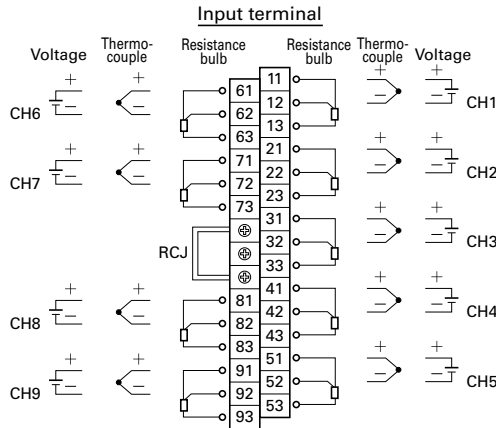 Input terminal
Voltage Thermo-couple Resistance bulb Resistance bulb Thermo-couple Voltage
+ + 61 11 + +
CH6 − − 62 12 − − CH1
63 13
+ + 71 21 + +
CH7 − − 72 22 − − CH2
73 23
31 + +
RCJ 32 − − CH3
33
+ + 81 41 + +
CH8 − − 82 42 − − CH4
83 43
+ + 91 51 + +
CH9 − − 92 52 − − CH5
93 53